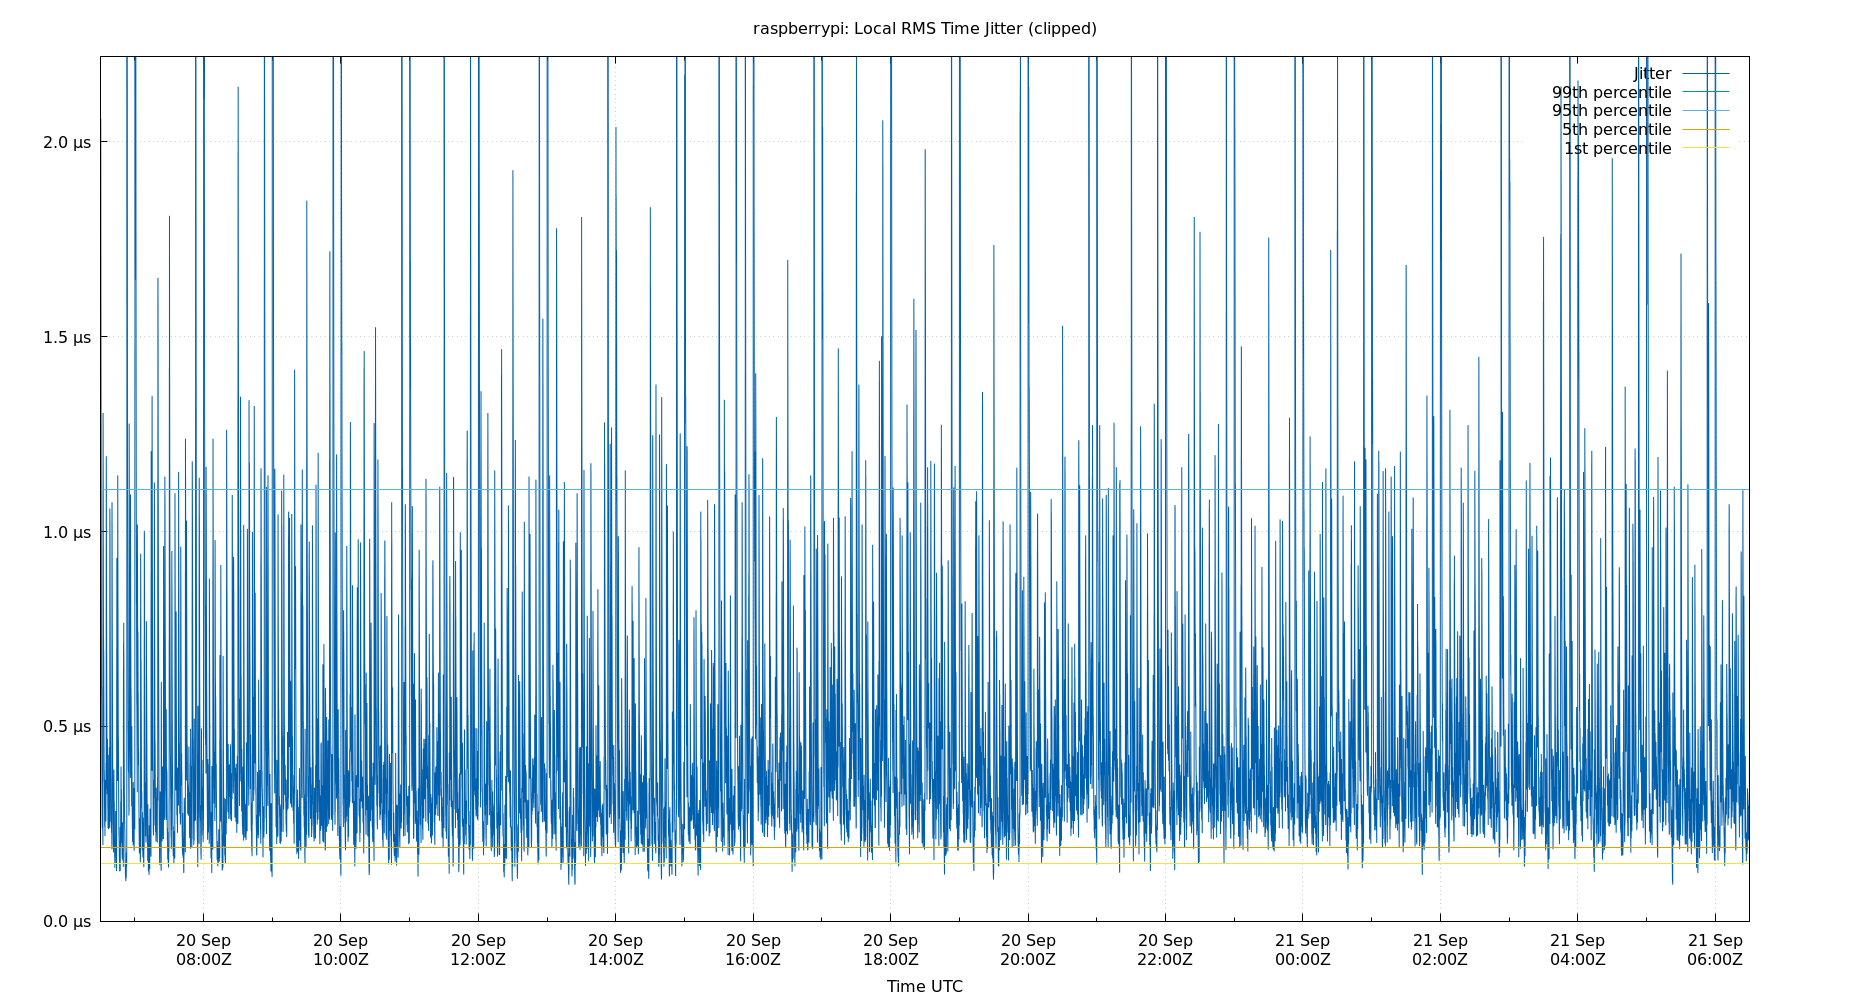 raspberrypi: Local RMS Time Jitter (clipped)
Jitter
99th percentile
95th percentile
5th percentile
1st percentile
2.0 µs
1.5 µs
1.0 µs
0.5 µs
0.0 µs
20 Sep 20 Sep 20 Sep 20 Sep 20 Sep 20 Sep 20 Sep 20 Sep 21 Sep 21 Sep 21 Sep 21 Sep
08:00Z 10:00Z 12:00Z 14:00Z 16:00Z 18:00Z 20:00Z 22:00Z 00:00Z 02:00Z 04:00Z 06:00Z
Time UTC